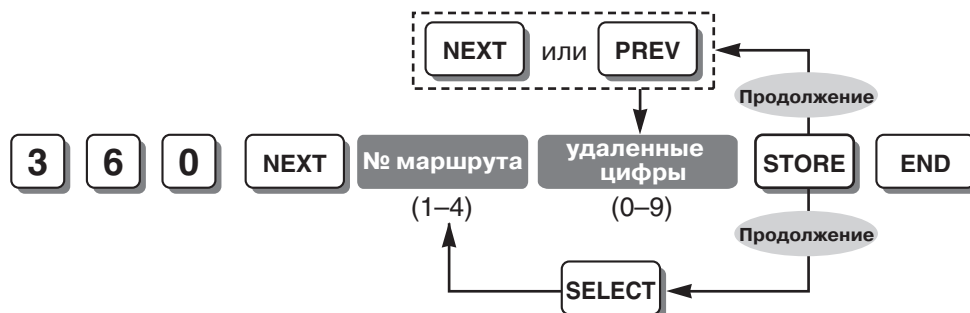 NEXT или PREV
Продолжение
3 6 0 NEXT № маршрута удаленные цифры STORE END
(1–4) (0–9)
Продолжение
SELECT